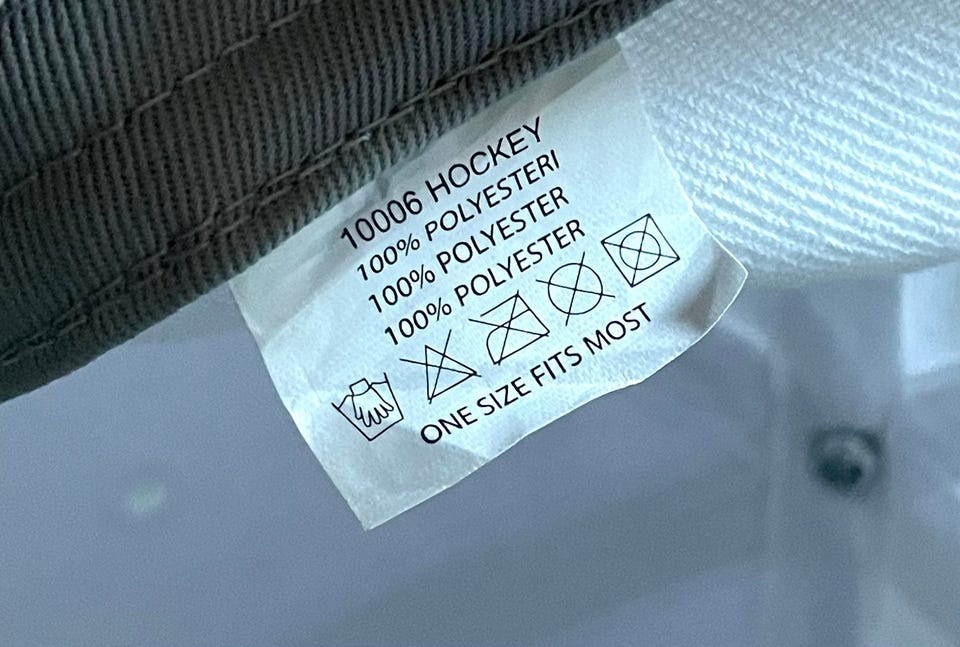 10006 HOCKEY
100% POLYESTERI
100% POLYESTER
100% POLYESTER
ONE SIZE FITS MOST